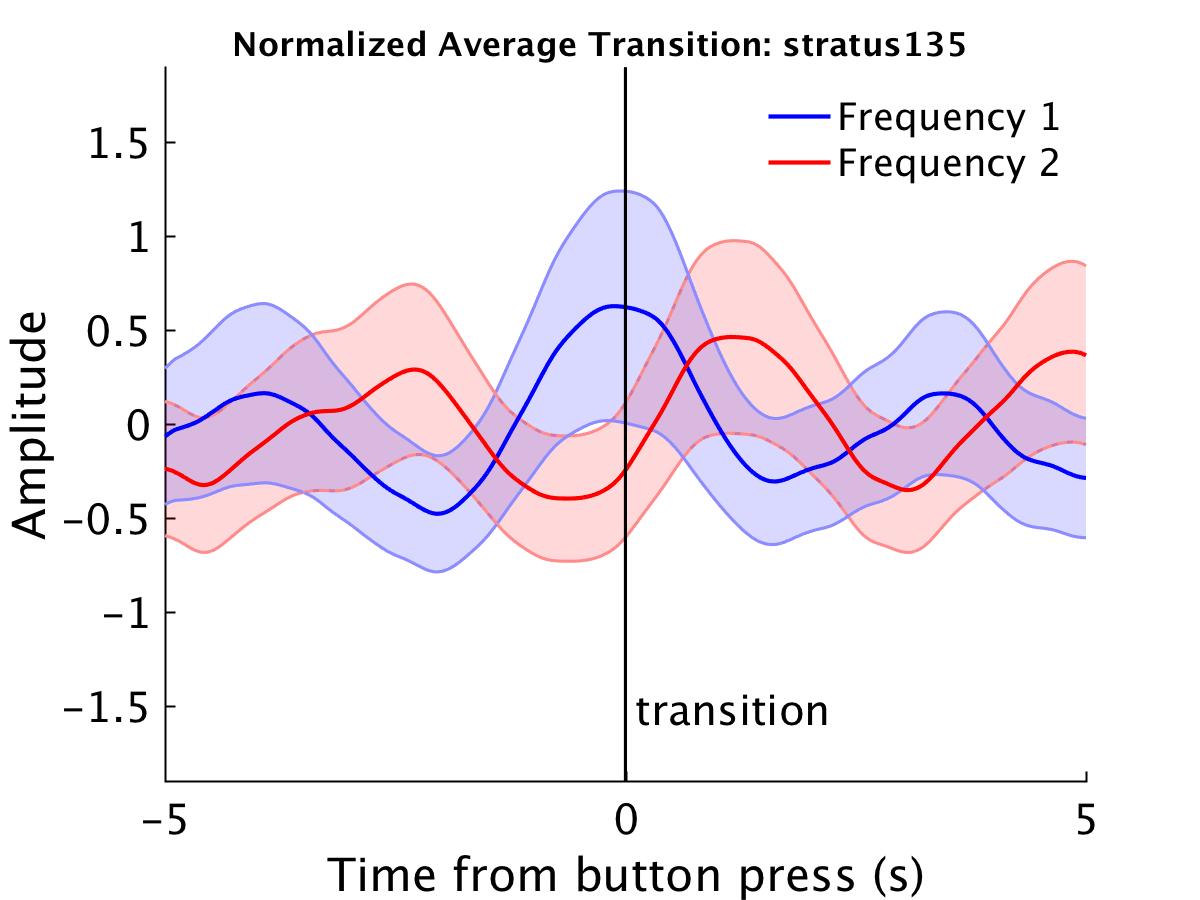 Normalized Average Transition: stratus135
Frequency 1
Frequency 2
1.5
1
0.5
0
−0.5
−1
−1.5
Amplitude
transition
−5
0
5
Time from button press (s)